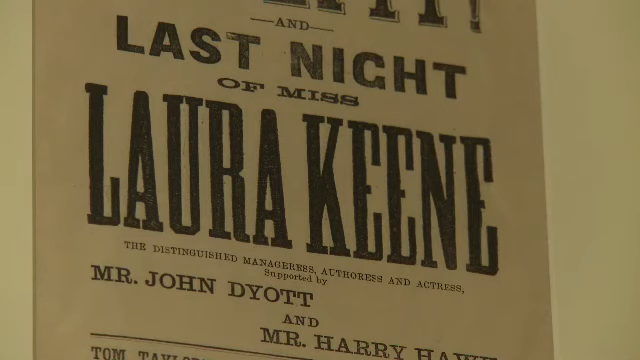 —AND—
LAST NIGHT
OF MISS
LAURA KEENE
THE DISTINGUISHED MANAGERESS, AUTHORESS AND ACTRESS,
Supported by
MR. JOHN DYOTT
AND
MR. HARRY
TOM